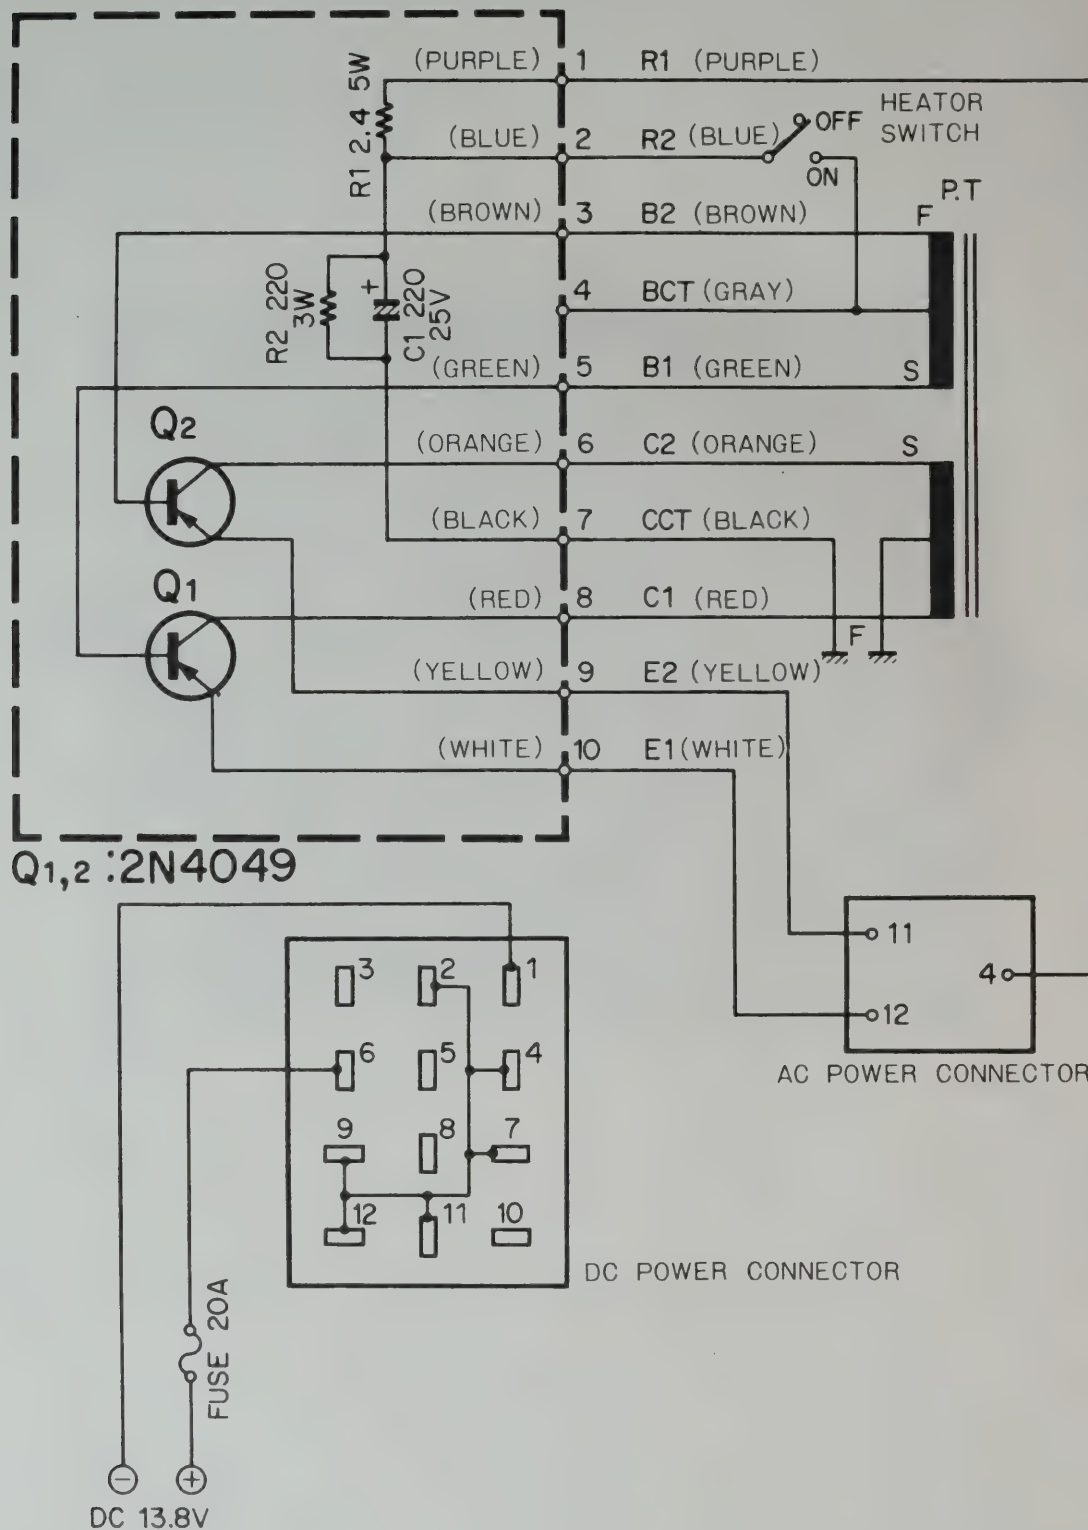 (PURPLE) 1 R1 (PURPLE)
R1 2.4 5W
HEATOR
SWITCH
(BLUE) 2 R2 (BLUE) OFF
ON
P.T
(BROWN) 3 B2 (BROWN) F
R2 220
3W
+
C1 220
25V
4 BCT (GRAY)
(GREEN) 5 B1 (GREEN) S
Q2
(ORANGE) 6 C2 (ORANGE) S
(BLACK) 7 CCT (BLACK)
Q1
(RED) 8 C1 (RED)
F
(YELLOW) 9 E2 (YELLOW)
(WHITE) 10 E1 (WHITE)
Q1,2 :2N4049
11
4
12
AC POWER CONNECTOR
3 2 1
6 5 4
9 8 7
12 11 10
DC POWER CONNECTOR
FUSE 20A
− +
DC 13.8V